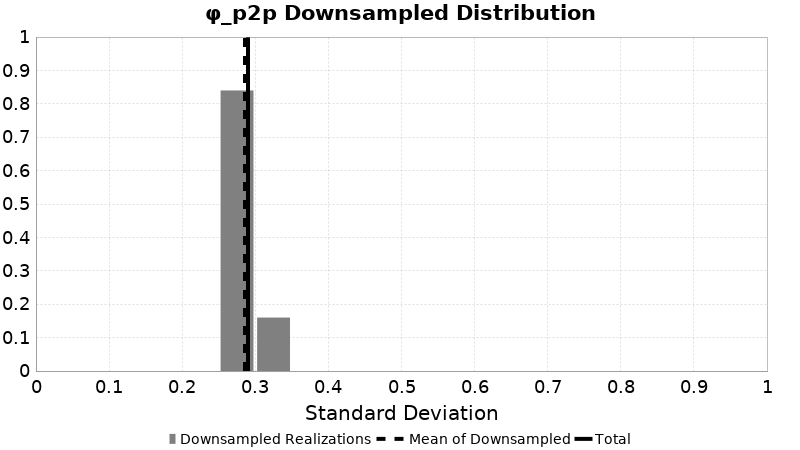 φ_p2p Downsampled Distribution
1
0.9
0.8
0.7
0.6
0.5
0.4
0.3
0.2
0.1
0
0 0.1 0.2 0.3 0.4 0.5 0.6 0.7 0.8 0.9 1
Standard Deviation
Downsampled Realizations Mean of Downsampled Total